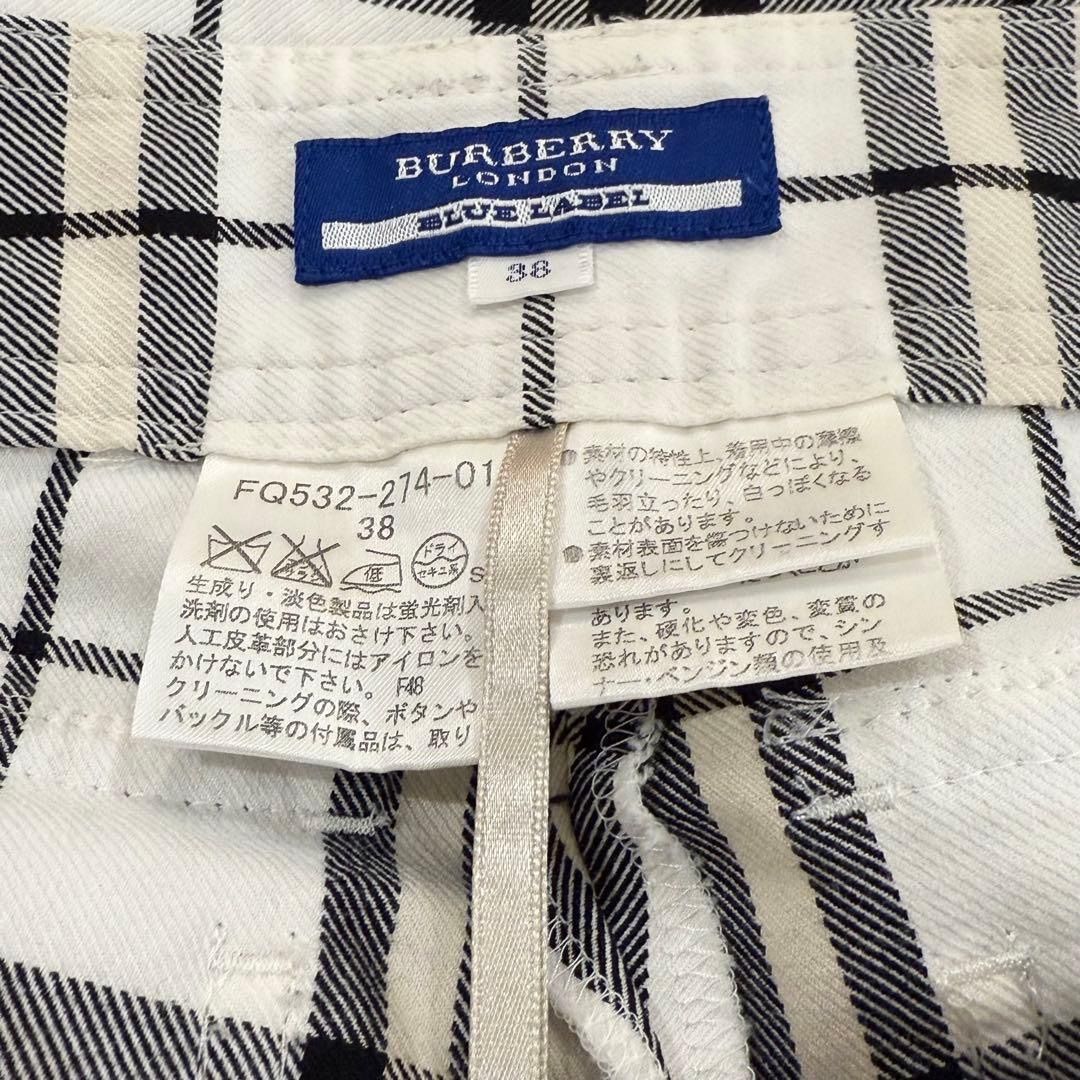 BURBERRY
LONDON
BLUE LABEL
38
FQ532-274-01
38
ドライ
セキユ系
低
生成り・淡色製品は蛍光剤入
洗剤の使用はおさけ下さい。
人工皮革部分にはアイロンを
かけないで下さい。 F48
クリーニングの際、ボタンや
バックル等の付属品は、取り
●素材の特性上、着用中の摩擦
やクリーニングなどにより、
毛羽立ったり、白っぽくなる
ことがあります。
●素材表面を傷つけないために
裏返しにしてクリーニングす
あります。
また、硬化や変色、変質の
恐れがありますので、シン
ナー・ベンジン類の使用及